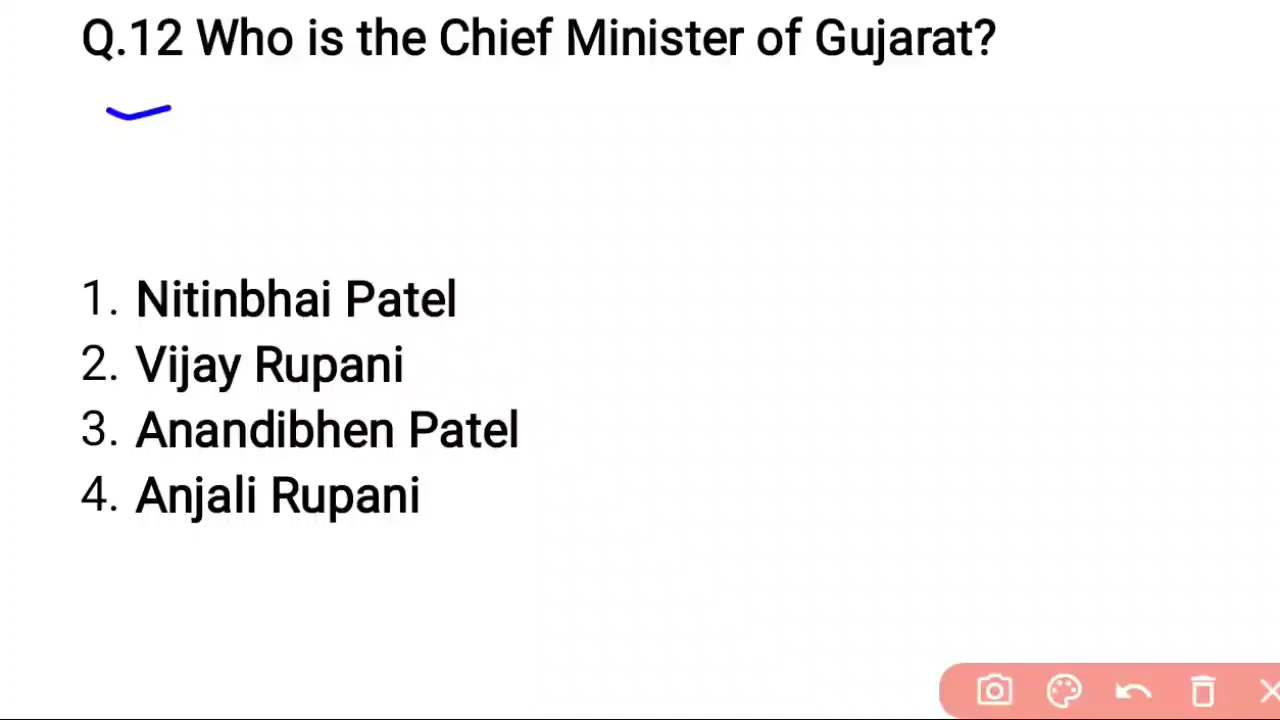 Q.12 Who is the Chief Minister of Gujarat?
1. Nitinbhai Patel
2. Vijay Rupani
3. Anandibhen Patel
4. Anjali Rupani